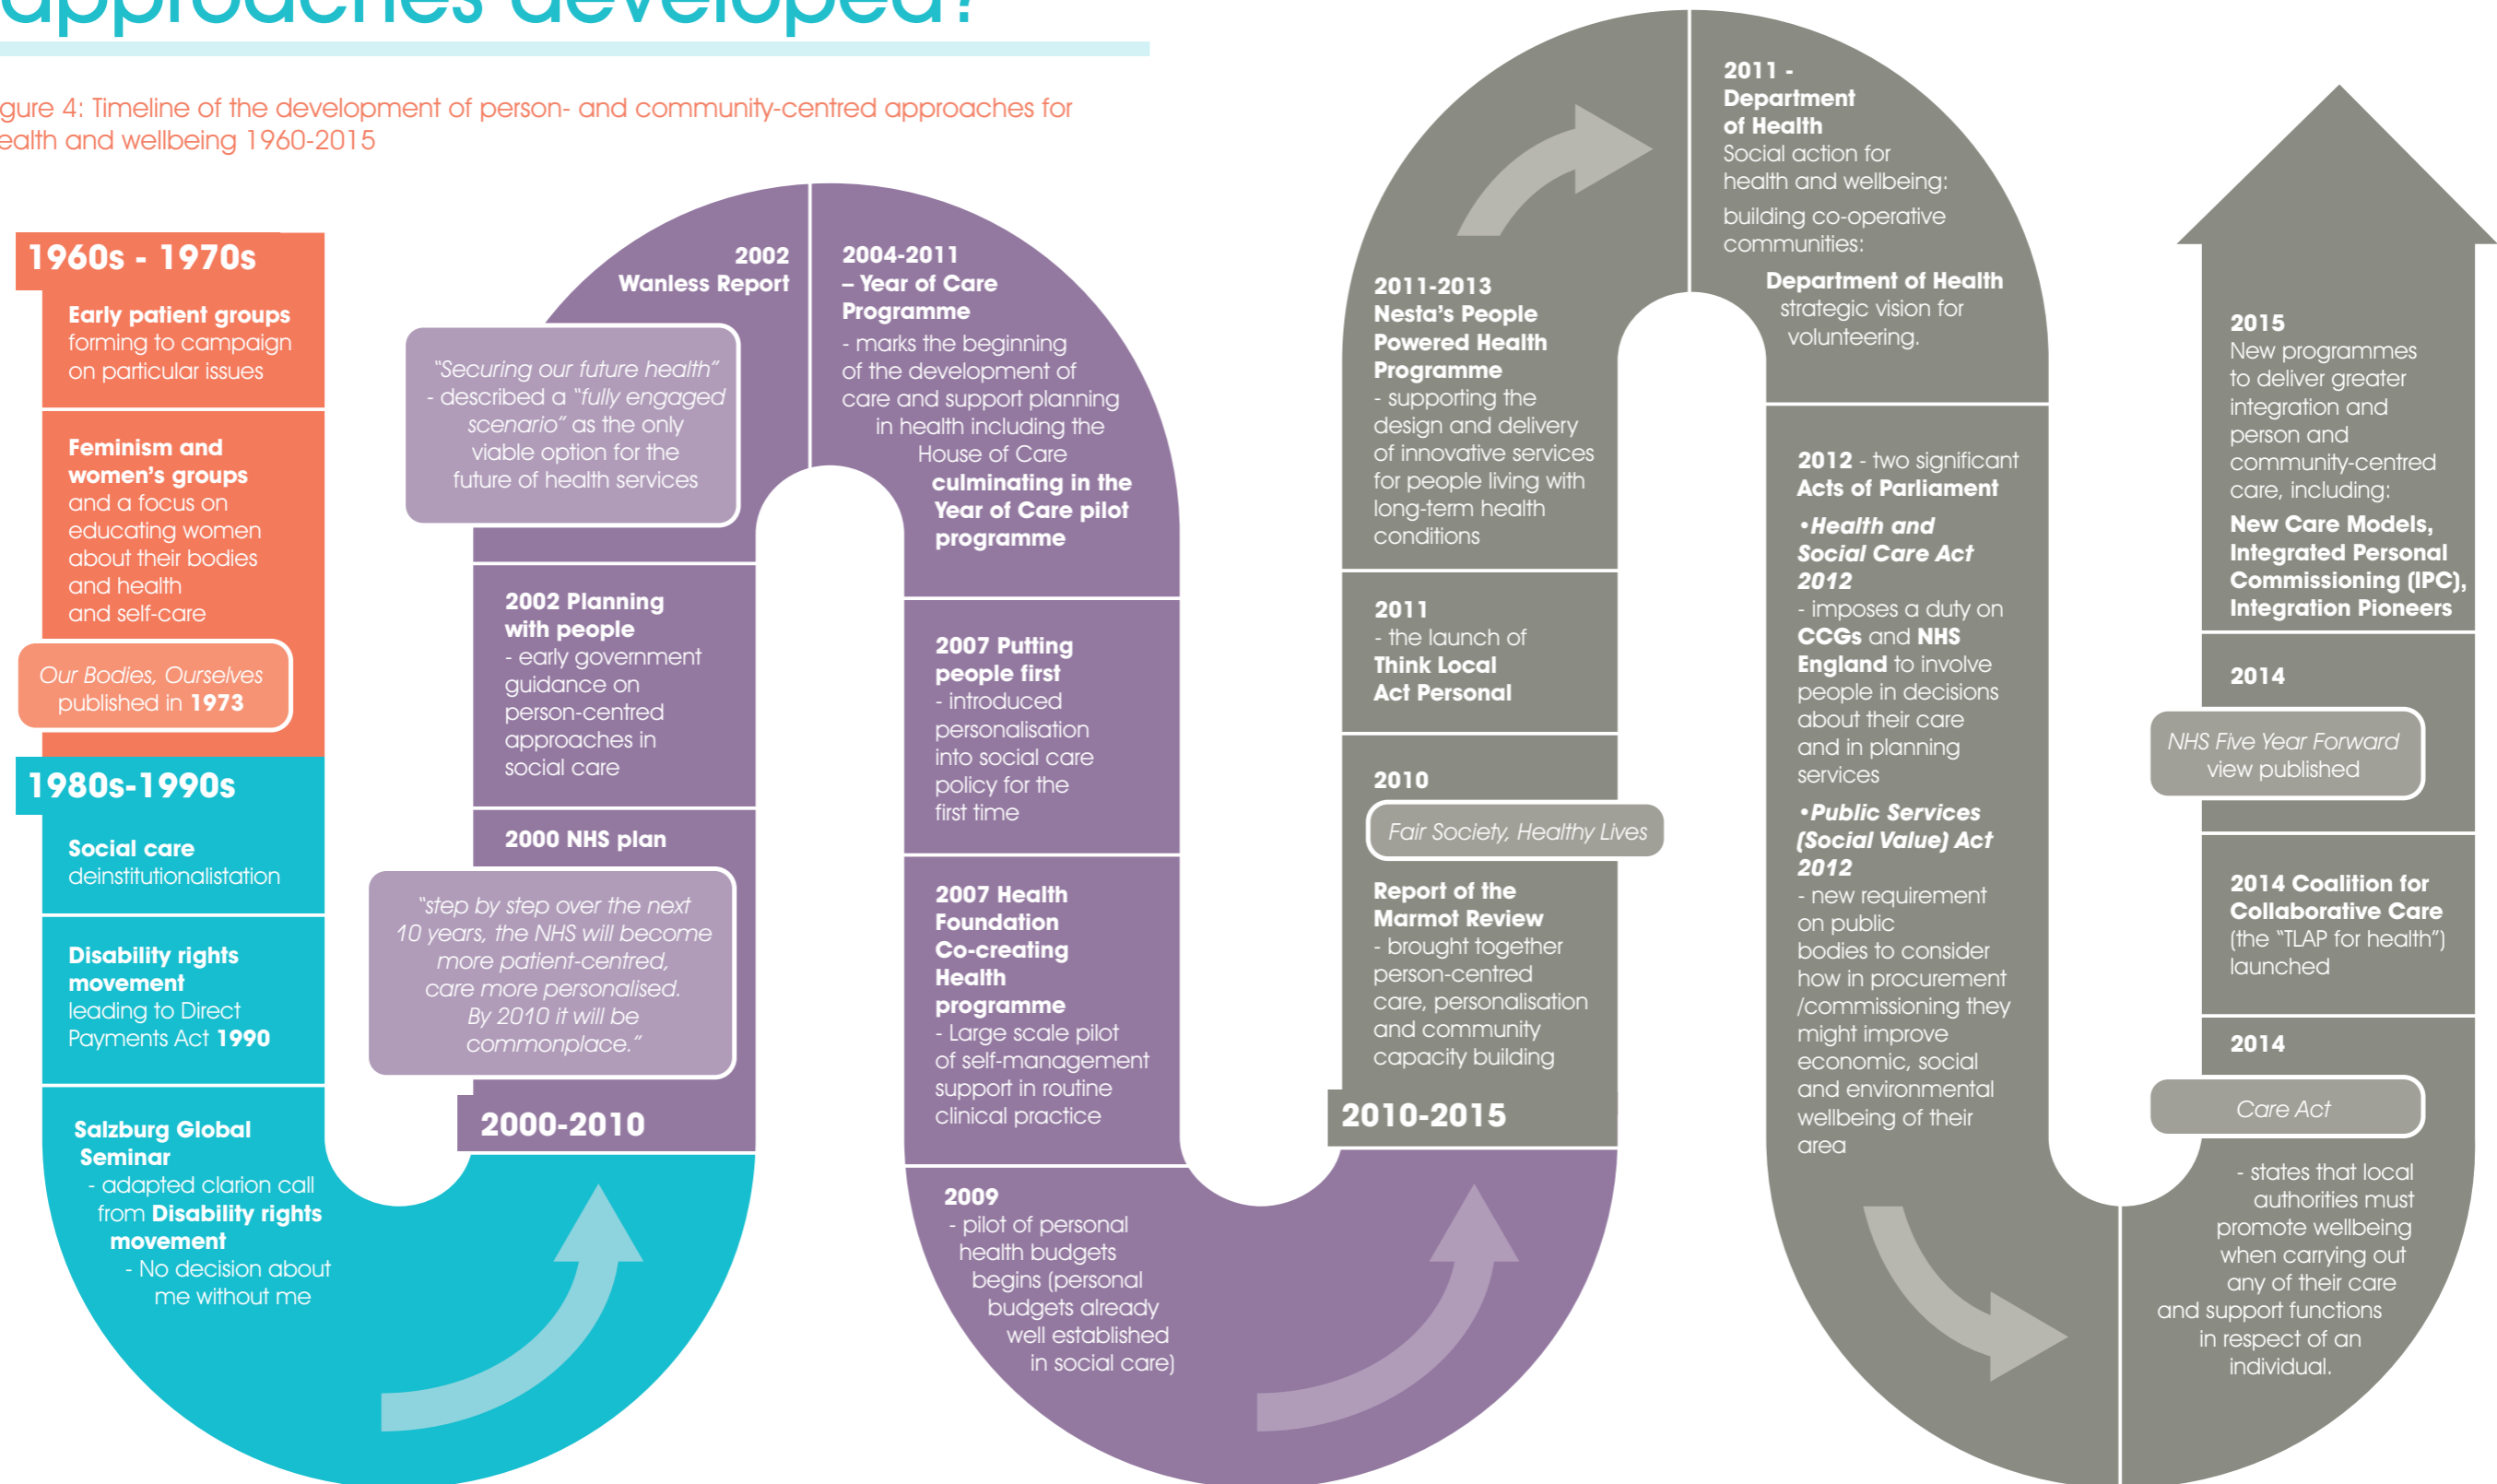 approaches developed?
gure 4: Timeline of the development of person- and community-centred approaches for
ealth and wellbeing 1960-2015
1960s - 1970s
Early patient groups
forming to campaign
on particular issues
Feminism and
women's groups
and a focus on
educating women
about their bodies
and health
and self-care
Our Bodies, Ourselves
published in 1973
1980s-1990s
Social care
deinstitutionalistation
Disability rights
movement
leading to Direct
Payments Act 1990
Salzburg Global
Seminar
- adapted clarion call
from Disability rights
movement
- No decision about
me without me
2000-2010
2000 NHS plan
"step by step over the next
10 years, the NHS will become
more patient-centred,
care more personalised.
By 2010 it will be
commonplace."
2002 Planning
with people
- early government
guidance on
person-centred
approaches in
social care
2002
Wanless Report
"Securing our future health"
- described a "fully engaged
scenario" as the only
viable option for the
future of health services
2004-2011
– Year of Care
Programme
- marks the beginning
of the development of
care and support planning
in health including the
House of Care
culminating in the
Year of Care pilot
programme
2007 Putting
people first
- introduced
personalisation
into social care
policy for the
first time
2007 Health
Foundation
Co-creating
Health
programme
- Large scale pilot
of self-management
support in routine
clinical practice
2009
- pilot of personal
health budgets
begins (personal
budgets already
well established
in social care)
2010-2015
2010
Fair Society, Healthy Lives
Report of the
Marmot Review
- brought together
person-centred
care, personalisation
and community
capacity building
2011
- the launch of
Think Local
Act Personal
2011-2013
Nesta's People
Powered Health
Programme
- supporting the
design and delivery
of innovative services
for people living with
long-term health
conditions
2011 -
Department
of Health
Social action for
health and wellbeing:
building co-operative
communities:
Department of Health
strategic vision for
volunteering.
2012 - two significant
Acts of Parliament
•Health and
Social Care Act
2012
- imposes a duty on
CCGs and NHS
England to involve
people in decisions
about their care
and in planning
services
•Public Services
(Social Value) Act
2012
- new requirement
on public
bodies to consider
how in procurement
/commissioning they
might improve
economic, social
and environmental
wellbeing of their
area
2014
Care Act
- states that local
authorities must
promote wellbeing
when carrying out
any of their care
and support functions
in respect of an
individual.
2014 Coalition for
Collaborative Care
(the "TLAP for health")
launched
2014
NHS Five Year Forward
view published
2015
New programmes
to deliver greater
integration and
person and
community-centred
care, including:
New Care Models,
Integrated Personal
Commissioning (IPC),
Integration Pioneers